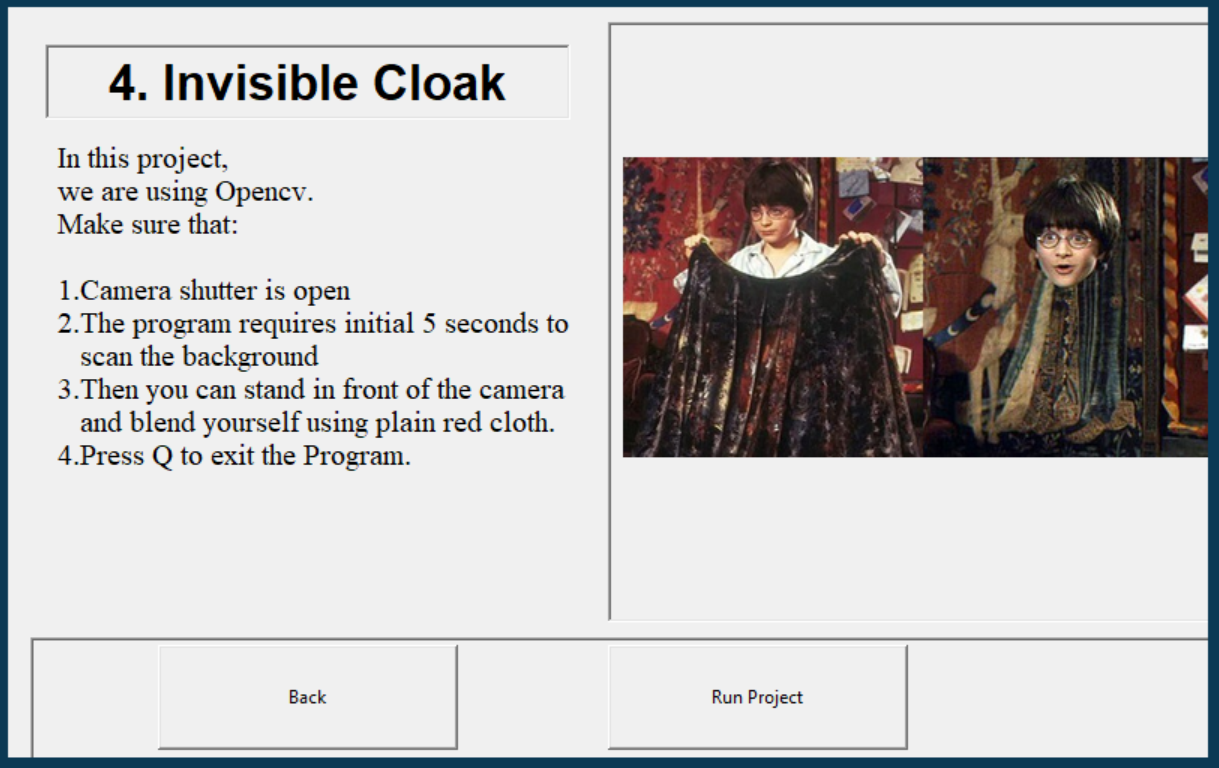 4. Invisible Cloak
In this project,
we are using Opencv.
Make sure that:
1.Camera shutter is open
2.The program requires initial 5 seconds to
scan the background
3.Then you can stand in front of the camera
and blend yourself using plain red cloth.
4.Press Q to exit the Program.
Back
Run Project